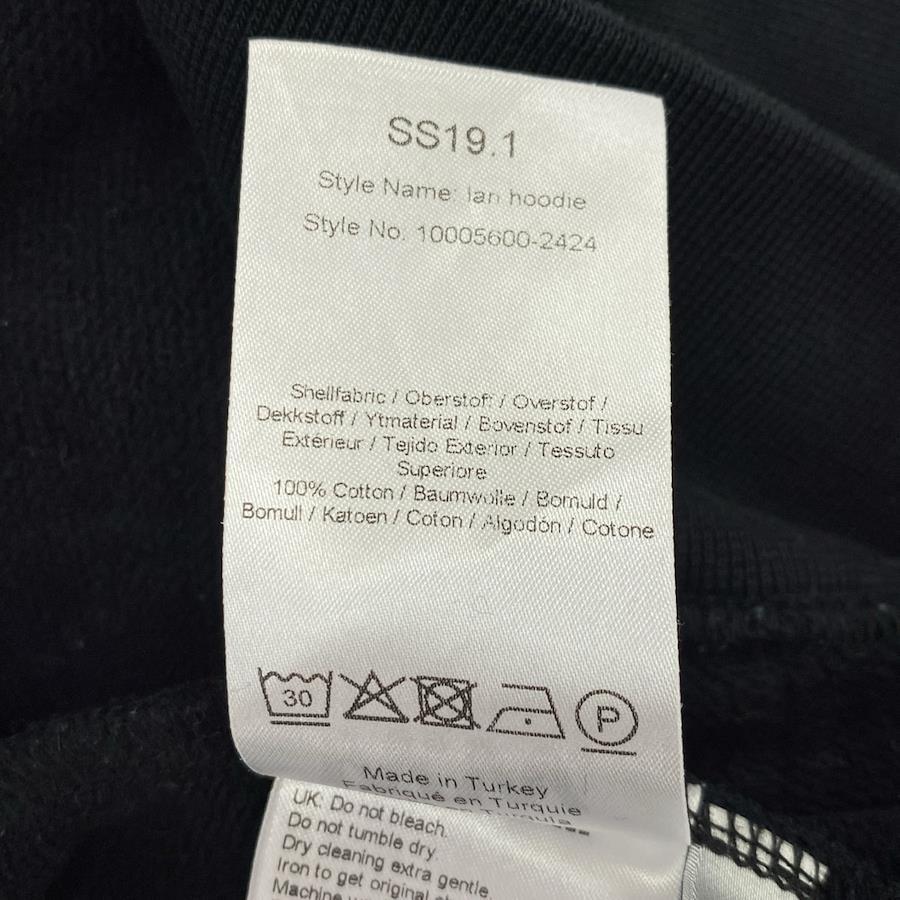 SS19.1
Style Name: Ian hoodie
Style No. 10005600-2424
Shellfabric / Oberstoff / Overstof /
Dekkstoff / Ytmaterial / Bovenstof / Tissu
Extérieur / Tejido Exterior / Tessuto
Superiore
100% Cotton / Baumwolle / Bomuld /
Bomull / Katoen / Coton / Algodón / Cotone
30
P
Made in Turkey
Fabriqué en Turquie
UK: Do not bleach.
Do not tumble dry.
Dry cleaning extra gentle.
Iron to get original
Machine